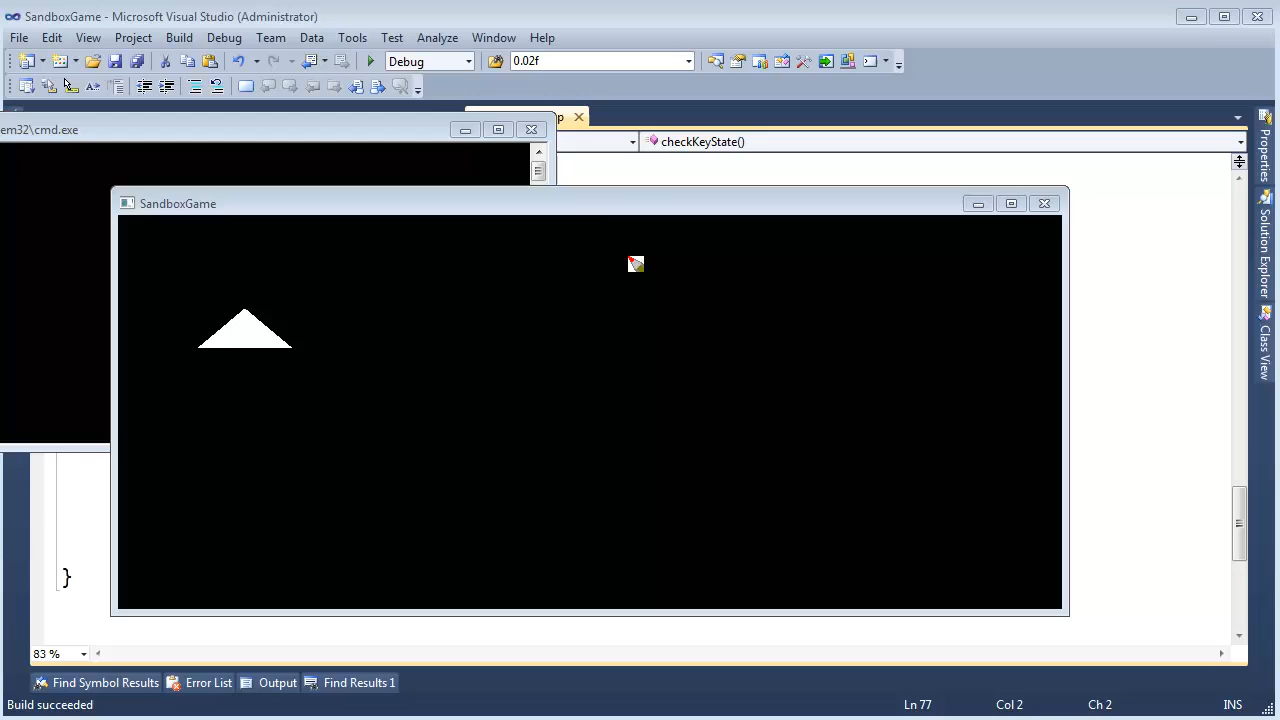 SandboxGame - Microsoft Visual Studio (Administrator)
File Edit View Project Build Debug Team Data Tools Test Analyze Window Help
Debug 0.02f
p
em32\cmd.exe
checkKeyState()
SandboxGame
Properties
Solution Explorer
Class View
}
83 %
Find Symbol Results Error List Output Find Results 1
Build succeeded Ln 77 Col 2 Ch 2 INS